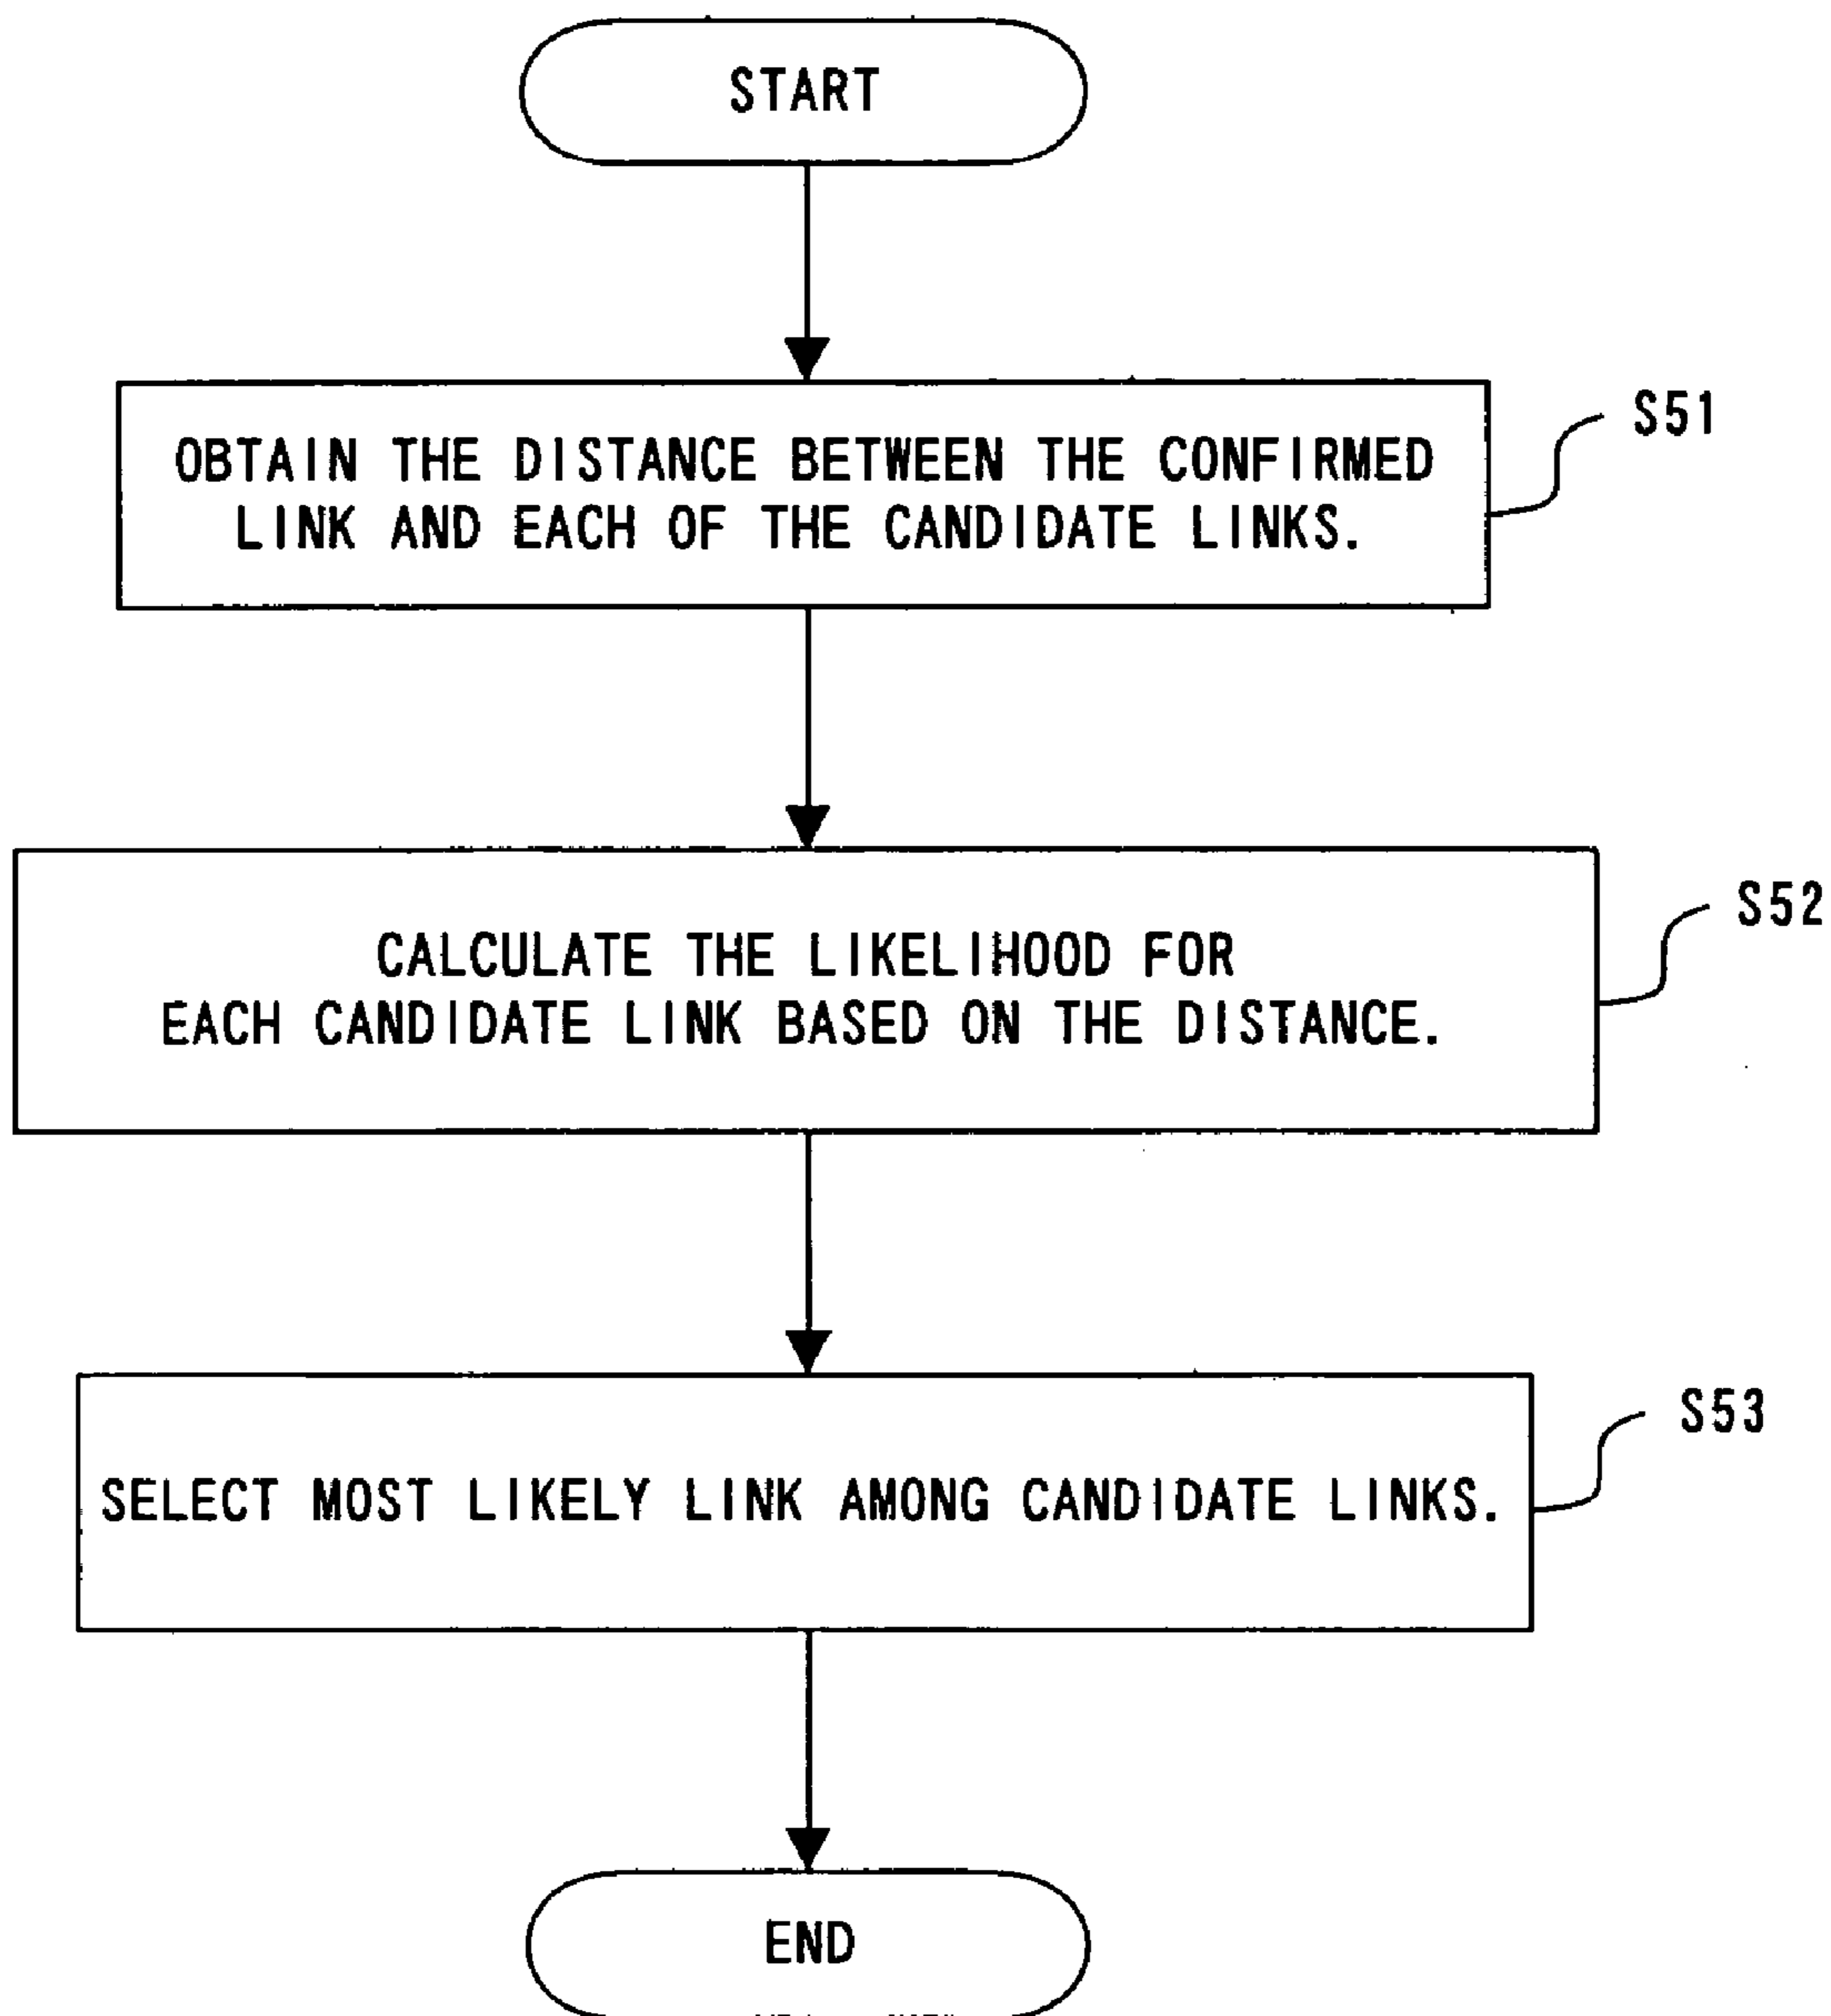 START
OBTAIN THE DISTANCE BETWEEN THE CONFIRMED
LINK AND EACH OF THE CANDIDATE LINKS.
S51
CALCULATE THE LIKELIHOOD FOR
EACH CANDIDATE LINK BASED ON THE DISTANCE.
S52
SELECT MOST LIKELY LINK AMONG CANDIDATE LINKS.
S53
END